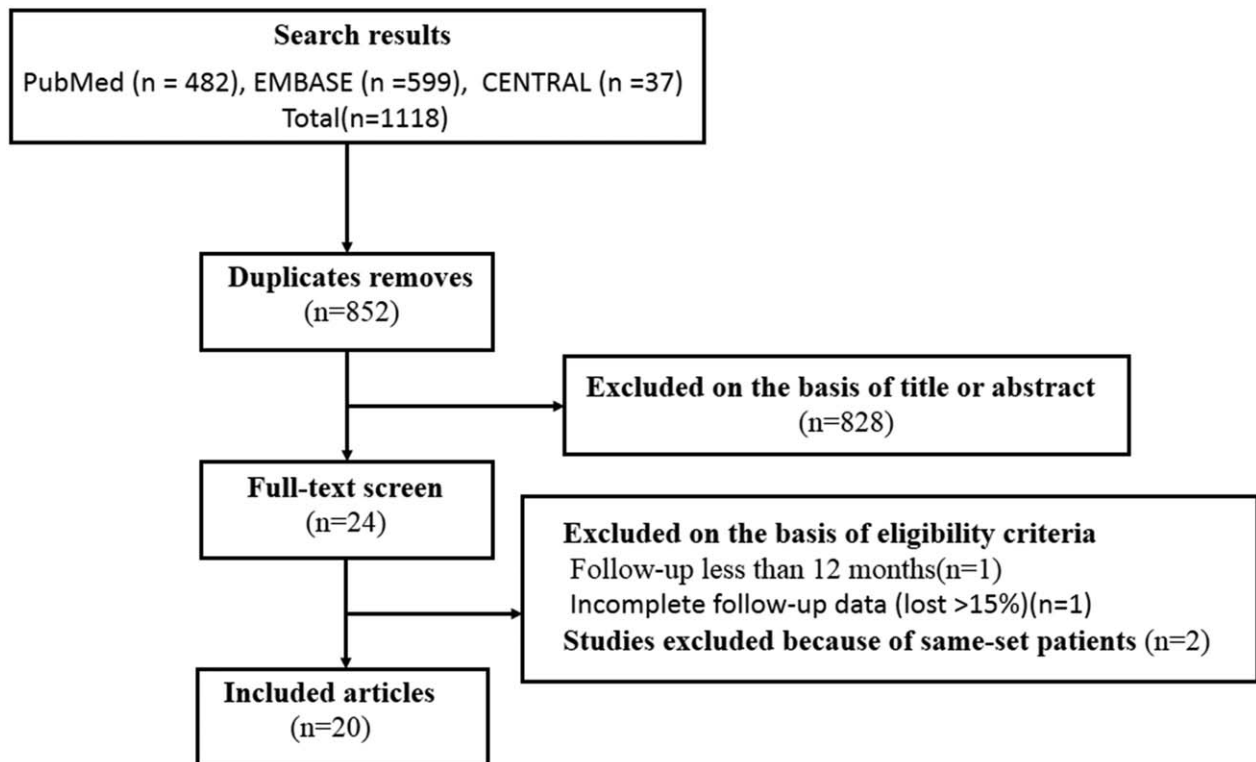 Search results
PubMed (n = 482), EMBASE (n =599), CENTRAL (n =37)
Total(n=1118)
Duplicates removes
(n=852)
Excluded on the basis of title or abstract
(n=828)
Full-text screen
(n=24)
Excluded on the basis of eligibility criteria
Follow-up less than 12 months(n=1)
Incomplete follow-up data (lost >15%)(n=1)
Studies excluded because of same-set patients (n=2)
Included articles
(n=20)